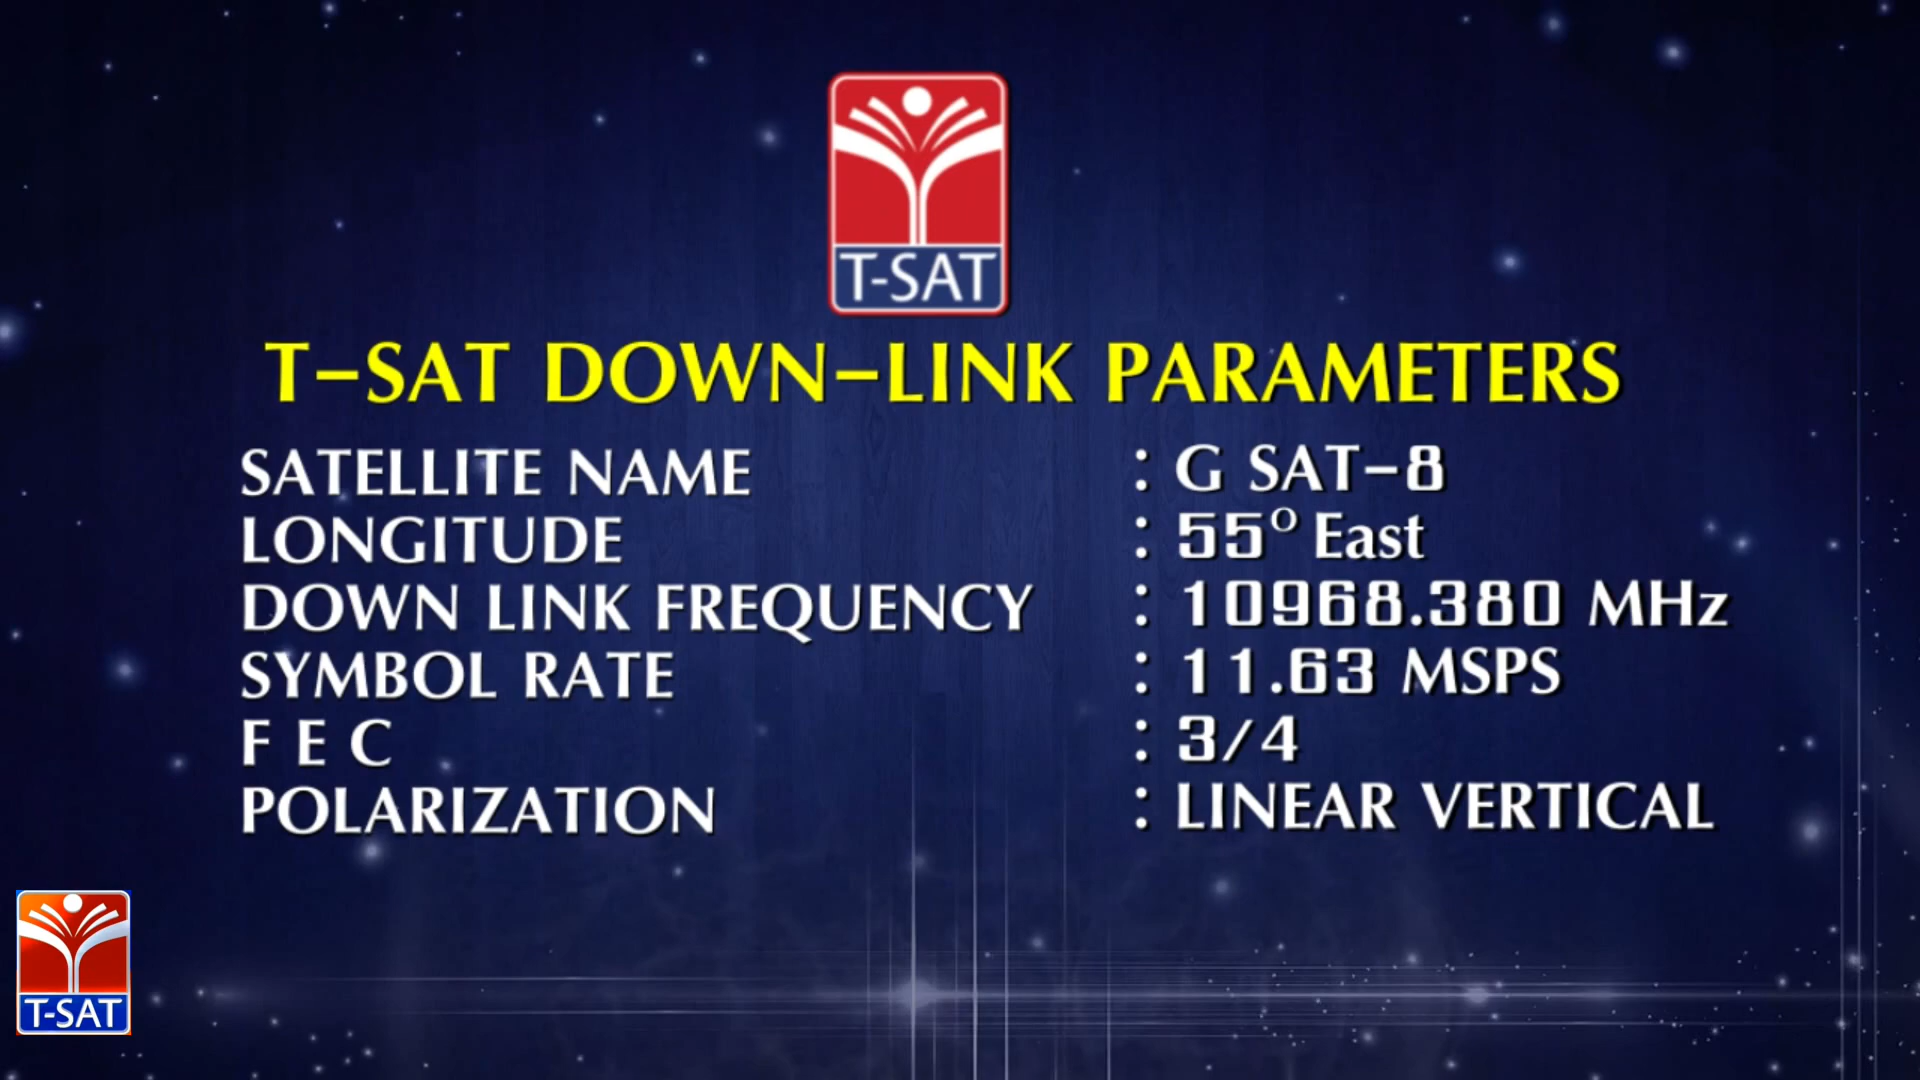 T-SAT
T-SAT DOWN-LINK PARAMETERS
SATELLITE NAME : G SAT-8
LONGITUDE : 55° East
DOWN LINK FREQUENCY : 10968.380 MHz
SYMBOL RATE : 11.63 MSPS
F E C : 3/4
POLARIZATION : LINEAR VERTICAL
T-SAT